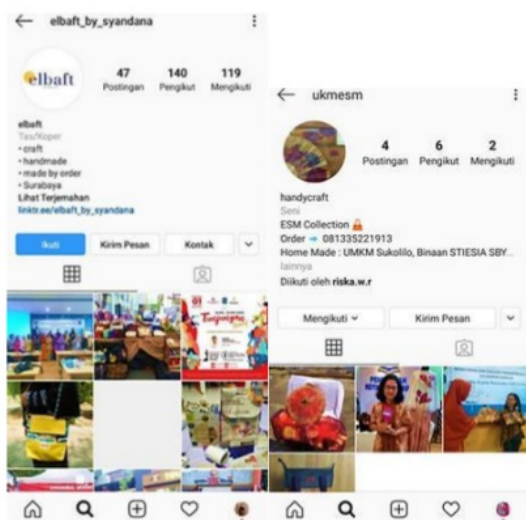 elbaft_by_syandana
elbaft
47 140 119
Postingan Pengikut Mengikuti
elbaft
Tas/Koper
• craft
• handmade
• made by order
• Surabaya
Lihat Terjemahan
linktr.ee/elbaft_by_syandana
Ikuti Kirim Pesan Kontak
ukmesm
4 6 2
Postingan Pengikut Mengikuti
handycraft
Seni
ESM Collection
Order 081335221913
Home Made : UMKM Sukolilo, Binaan STIESIA SBY...
lainnya
Diikuti oleh riska.w.r
Mengikuti Kirim Pesan